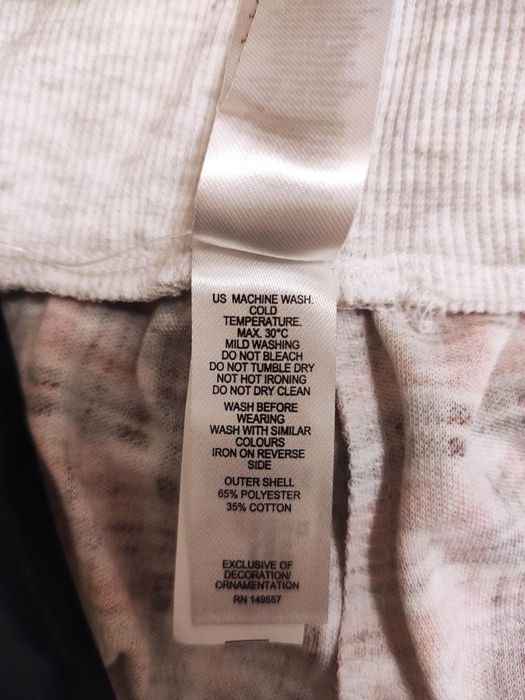 US MACHINE WASH.
COLD
TEMPERATURE.
MAX. 30°C
MILD WASHING
DO NOT BLEACH
DO NOT TUMBLE DRY
NOT HOT IRONING
DO NOT DRY CLEAN
WASH BEFORE
WEARING
WASH WITH SIMILAR
COLOURS
IRON ON REVERSE
SIDE
OUTER SHELL
65% POLYESTER
35% COTTON
EXCLUSIVE OF
DECORATION/
ORNAMENTATION
RN 149557